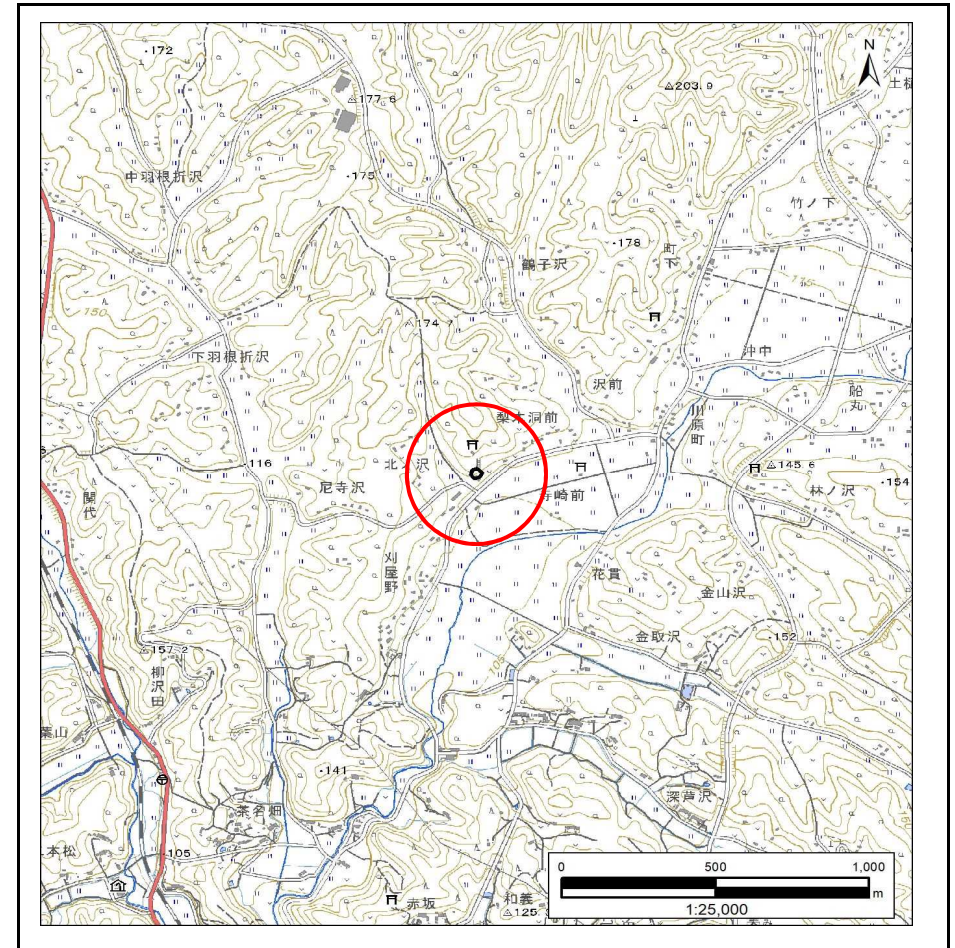 ・172
N
△203.9
△177.6
中羽根折沢
・175
竹ノ下
・178
町下
鶴子沢
150
△174.7
下羽根折沢
沖中
沢前
船丸
川原町
梨木洞前
北ノ沢
・116
尼寺沢
△145.6
林ノ沢
・154
関代
寺崎前
刈屋野
花貫
金山沢
金取沢
・152
△157.2
柳沢田
葉山
・141
茶名畑
深芦沢
本松
・105
赤坂
和義
△125.
0 500 1,000
m
1:25,000